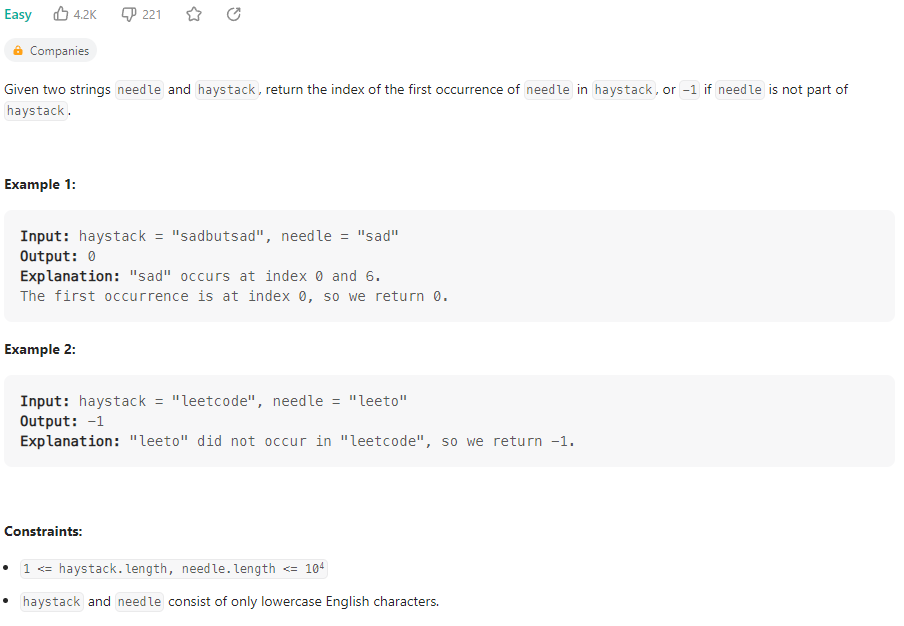 Easy 4.2K 221
Companies
Given two strings needle and haystack, return the index of the first occurrence of needle in haystack, or -1 if needle is not part of
haystack.
Example 1:
Input: haystack = "sadbutsad", needle = "sad"
Output: 0
Explanation: "sad" occurs at index 0 and 6.
The first occurrence is at index 0, so we return 0.
Example 2:
Input: haystack = "leetcode", needle = "leeto"
Output: -1
Explanation: "leeto" did not occur in "leetcode", so we return -1.
Constraints:
• 1 <= haystack.length, needle.length <= 10⁴
• haystack and needle consist of only lowercase English characters.